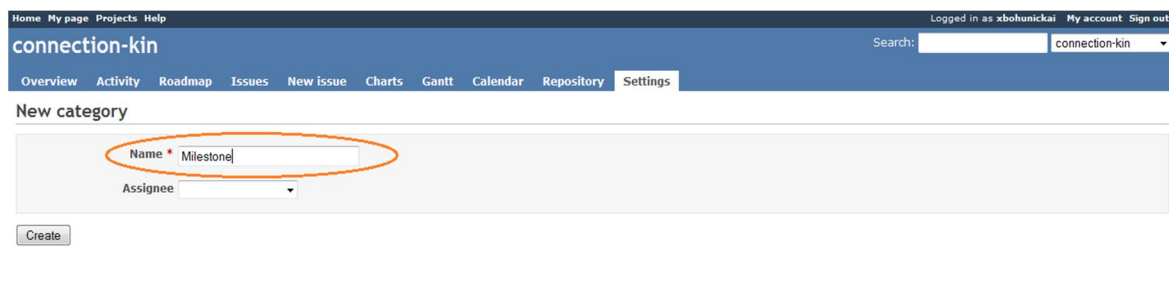 Home My page Projects Help Logged in as xbohunickai My account Sign out
connection-kin Search: connection-kin
Overview Activity Roadmap Issues New issue Charts Gantt Calendar Repository Settings
New category
Name * Milestone
Assignee
Create